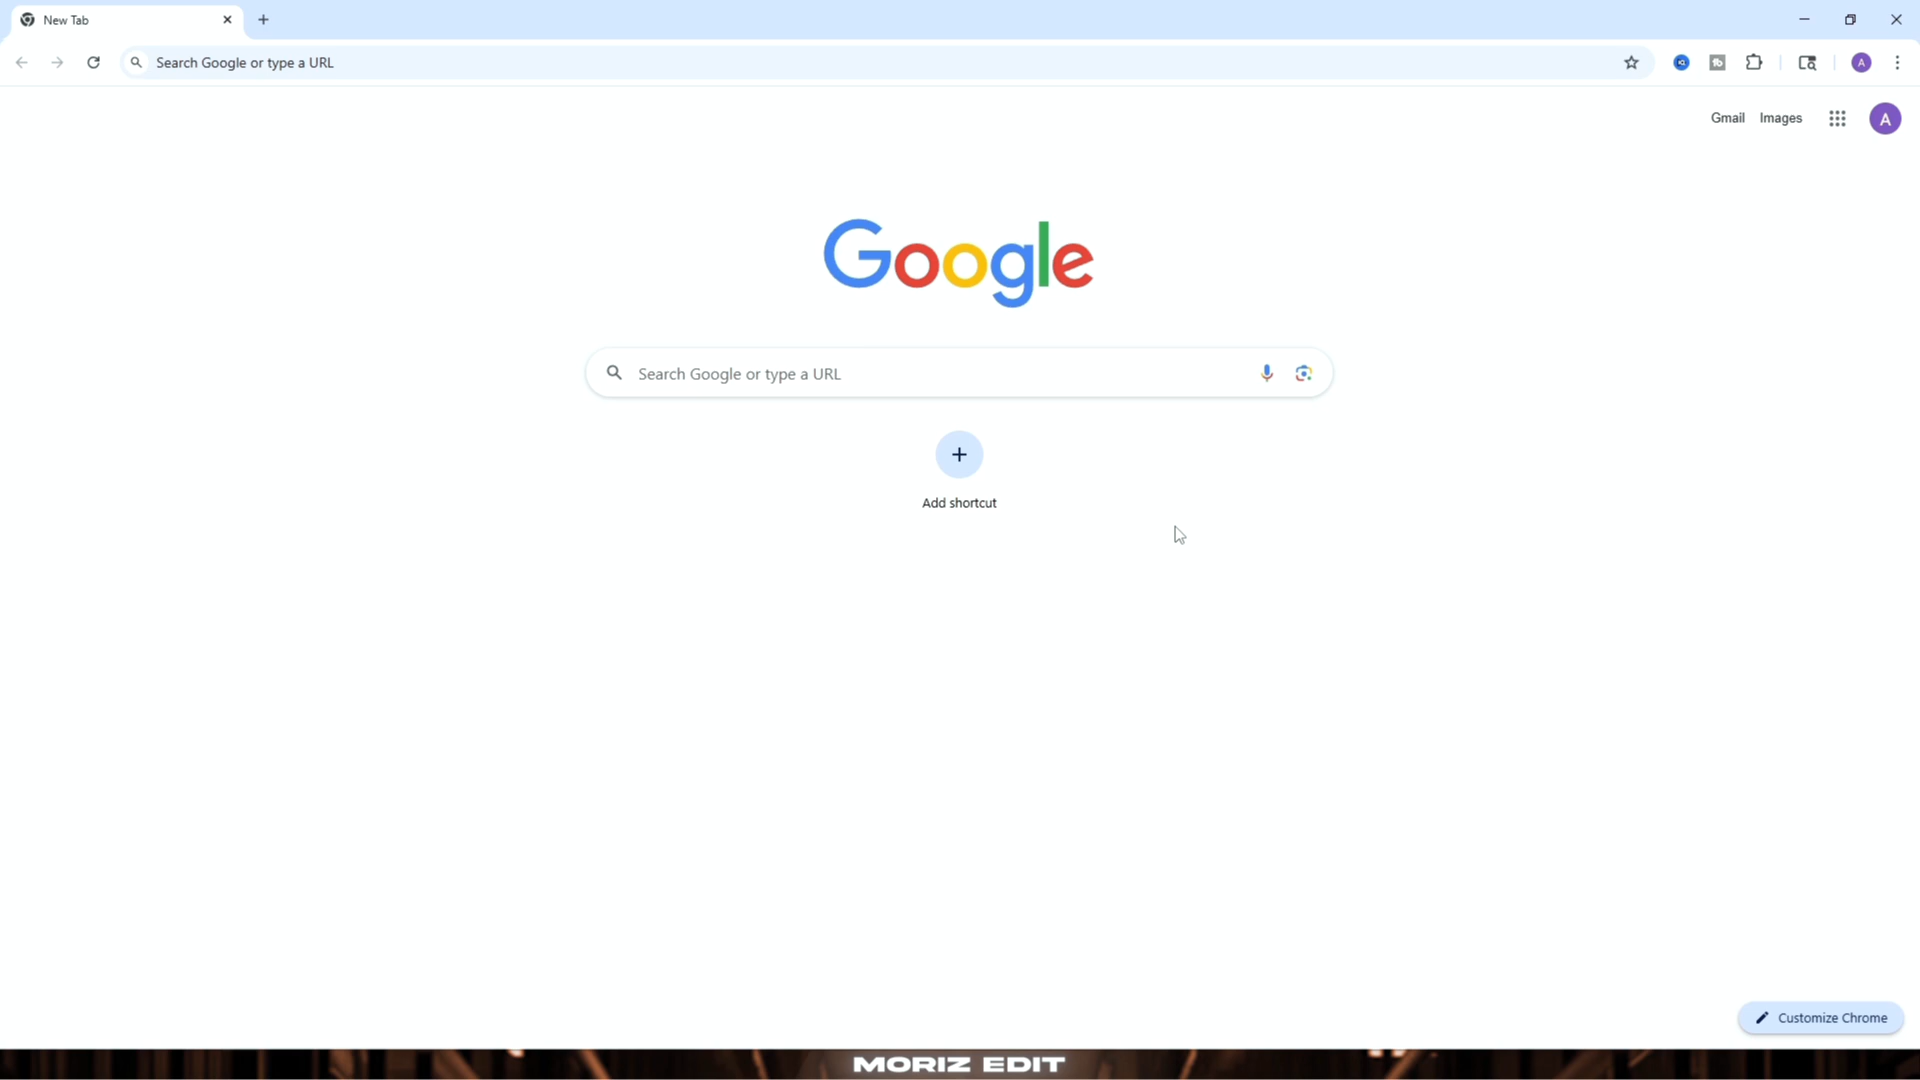 New Tab
Search Google or type a URL
A
Gmail
Images
A
Google
Search Google or type a URL
Add shortcut
Customize Chrome
MORIZ EDIT